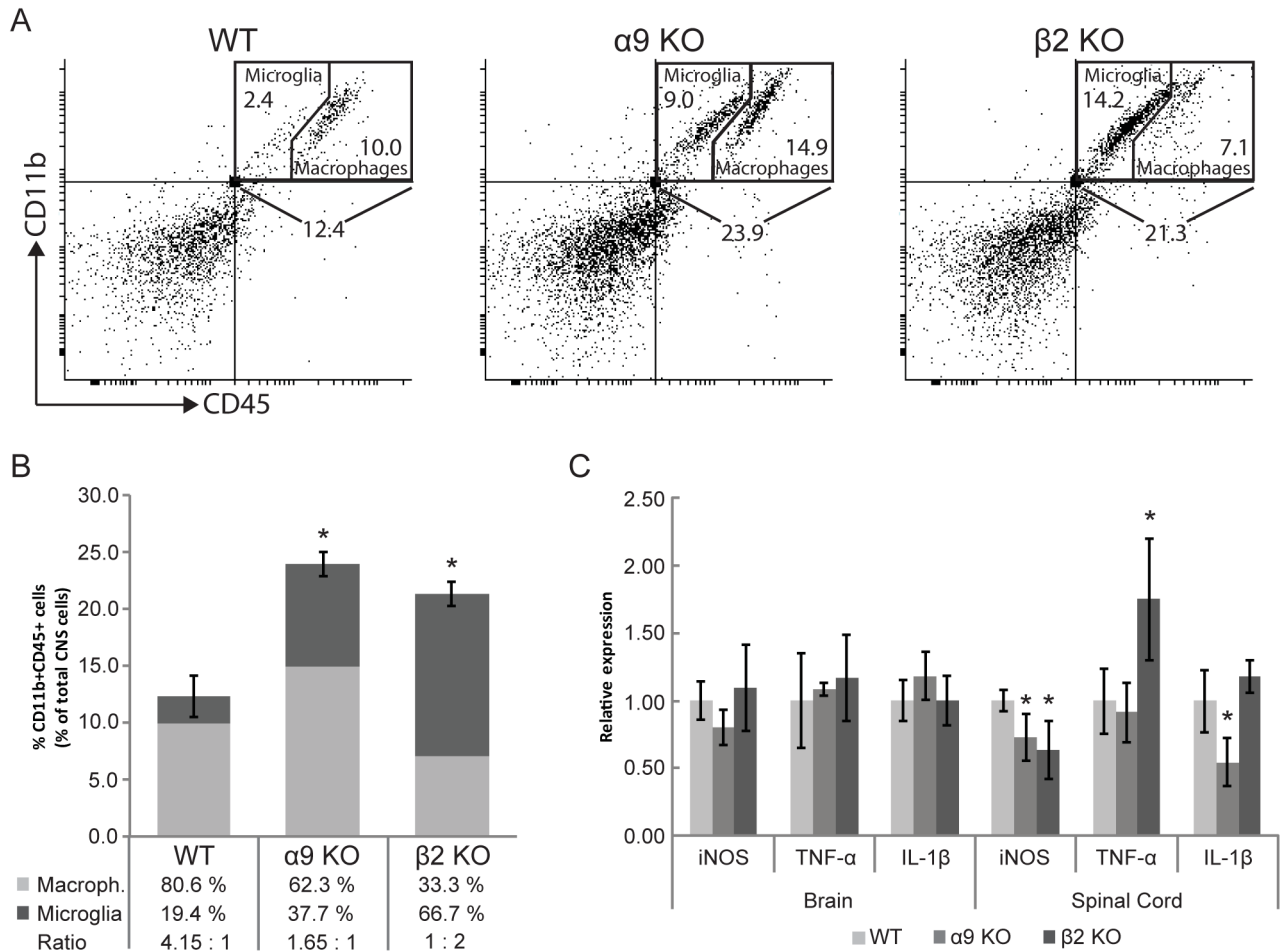 A
WT
α9 KO
β2 KO
CD11b
CD45
Microglia
2.4
10.0
Macrophages
12.4
Microglia
9.0
14.9
Macrophages
23.9
Microglia
14.2
7.1
Macrophages
21.3
B
% CD11b+CD45+ cells
(% of total CNS cells)
30.0
25.0
20.0
15.0
10.0
5.0
0.0
*
*
WT α9 KO β2 KO
Macroph. 80.6 % 62.3 % 33.3 %
Microglia 19.4 % 37.7 % 66.7 %
Ratio 4.15 : 1 1.65 : 1 1 : 2
C
Relative expression
2.50
2.00
1.50
1.00
0.50
0.00
* * * *
iNOS TNF-α IL-1β iNOS TNF-α IL-1β
Brain Spinal Cord
WT α9 KO β2 KO